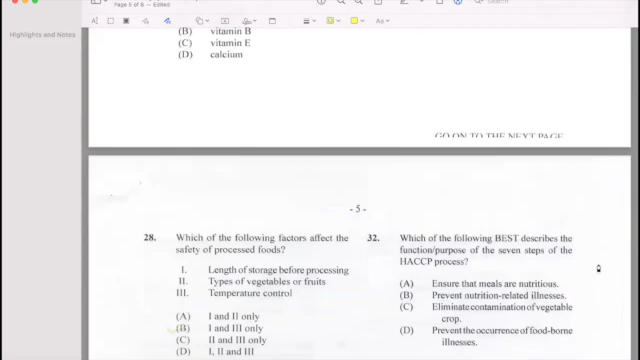 Page 5 of 8 — Edited
Highlights and Notes
(B) vitamin B
(C) vitamin E
(D) calcium
GO ON TO THE NEXT PAGE
- 5 -
28. Which of the following factors affect the
safety of processed foods?
I. Length of storage before processing
II. Types of vegetables or fruits
III. Temperature control
(A) I and II only
(B) I and III only
(C) II and III only
(D) I, II and III
32. Which of the following BEST describes the
function/purpose of the seven steps of the
HACCP process?
(A) Ensure that meals are nutritious.
(B) Prevent nutrition-related illnesses.
(C) Eliminate contamination of vegetable
crop.
(D) Prevent the occurrence of food-borne
illnesses.